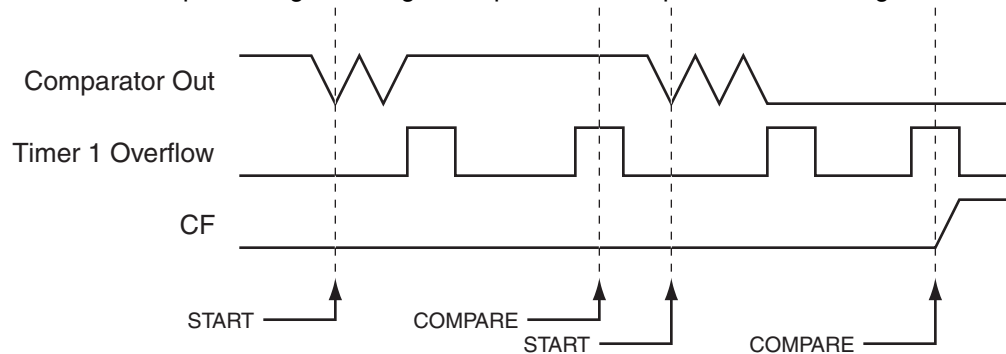 Comparator Out
Timer 1 Overflow
CF
START
COMPARE
START
COMPARE